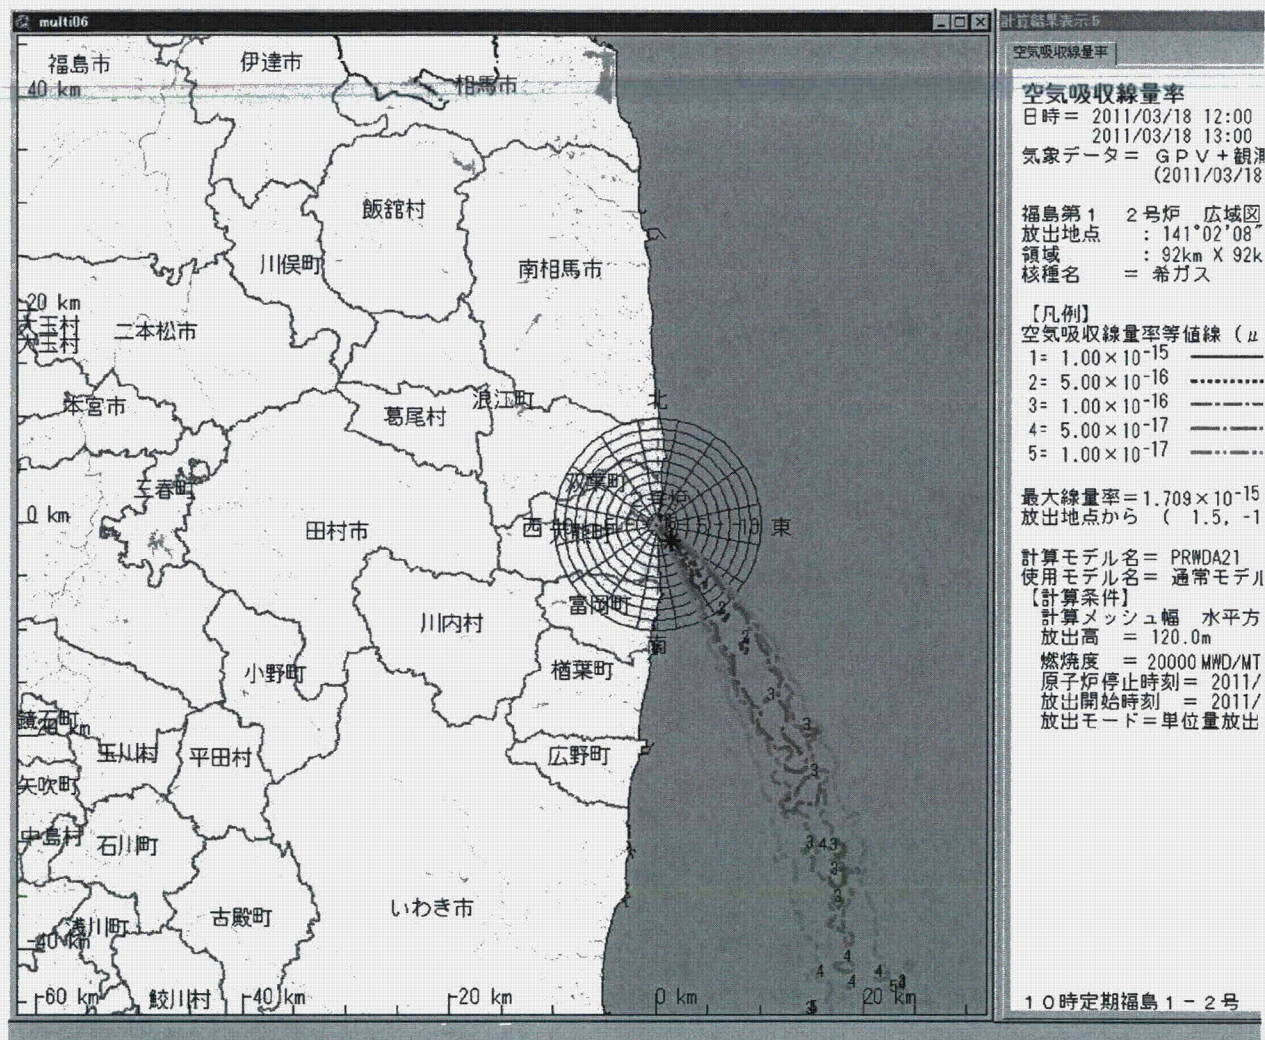 multi06
福島市
伊達市
相馬市
40 km
飯舘村
川俣町
南相馬市
20 km
大玉村
大玉村
二本松市
本宮市
浪江町
葛尾村
北
三春町
双葉町
0 km
田村市
西
東
富岡町
川内村
南
小野町
楢葉町
鏡石町
玉川村
平田村
広野町
矢吹町
中島村
石川町
浅川町
古殿町
いわき市
-40 km
鮫川村
-60 km
-40 km
-20 km
0 km
20 km
計算結果表示:5
空気吸収線量率
空気吸収線量率
日時= 2011/03/18 12:00
2011/03/18 13:00
気象データ= GPV+観測
(2011/03/18
福島第1 2号炉 広域図
放出地点 : 141°02'08"
領域 : 92km X 92k
核種名 = 希ガス
【凡例】
空気吸収線量率等値線 (μ
1= 1.00×10-15
2= 5.00×10-16
3= 1.00×10-16
4= 5.00×10-17
5= 1.00×10-17
最大線量率=1.709×10-15
放出地点から ( 1.5, -1
計算モデル名= PRWDA21
使用モデル名= 通常モデル
【計算条件】
計算メッシュ幅 水平方
放出高 = 120.0m
燃焼度 = 20000MWD/MT
原子炉停止時刻= 2011/
放出開始時刻 = 2011/
放出モード=単位量放出
10時定期福島1-2号